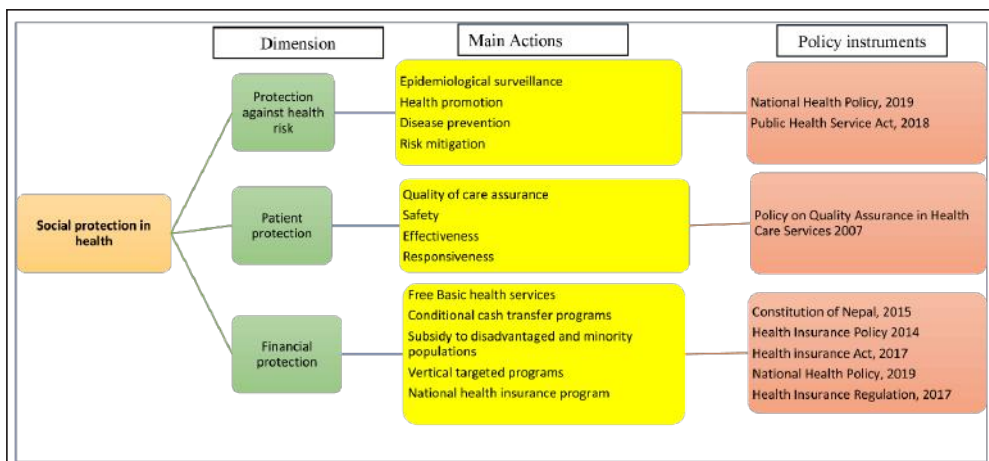 Dimension
Main Actions
Policy instruments
Protection
against health
risk
Epidemiological surveillance
Health promotion
Disease prevention
Risk mitigation
National Health Policy, 2019
Public Health Service Act, 2018
Social protection in
health
Patient
protection
Quality of care assurance
Safety
Effectiveness
Responsiveness
Policy on Quality Assurance in Health
Care Services 2007
Financial
protection
Free Basic health services
Conditional cash transfer programs
Subsidy to disadvantaged and minority
populations
Vertical targeted programs
National health insurance program
Constitution of Nepal, 2015
Health Insurance Policy 2014
Health insurance Act, 2017
National Health Policy, 2019
Health Insurance Regulation, 2017